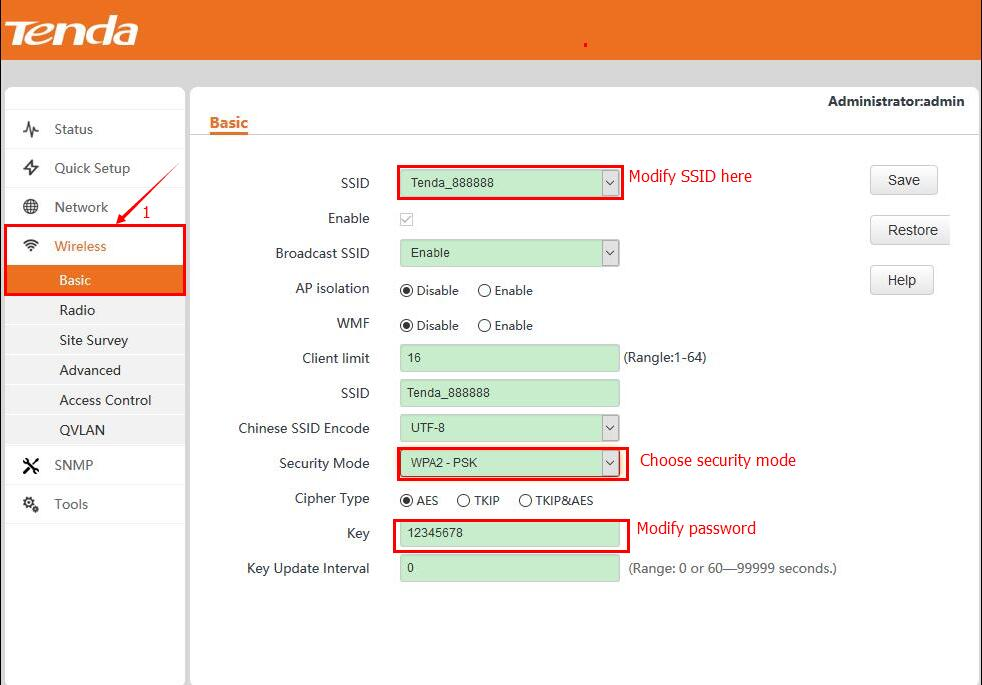 Tenda
Administrator:admin
Status
Quick Setup
Network
1
Wireless
Basic
Radio
Site Survey
Advanced
Access Control
QVLAN
SNMP
Tools
Basic
SSID Tenda_888888 Modify SSID here
Enable
Broadcast SSID Enable
AP isolation Disable Enable
WMF Disable Enable
Client limit 16 (Rangle:1-64)
SSID Tenda_888888
Chinese SSID Encode UTF-8
Security Mode WPA2 - PSK Choose security mode
Cipher Type AES TKIP TKIP&AES
Key 12345678 Modify password
Key Update Interval 0 (Range: 0 or 60—99999 seconds.)
Save
Restore
Help